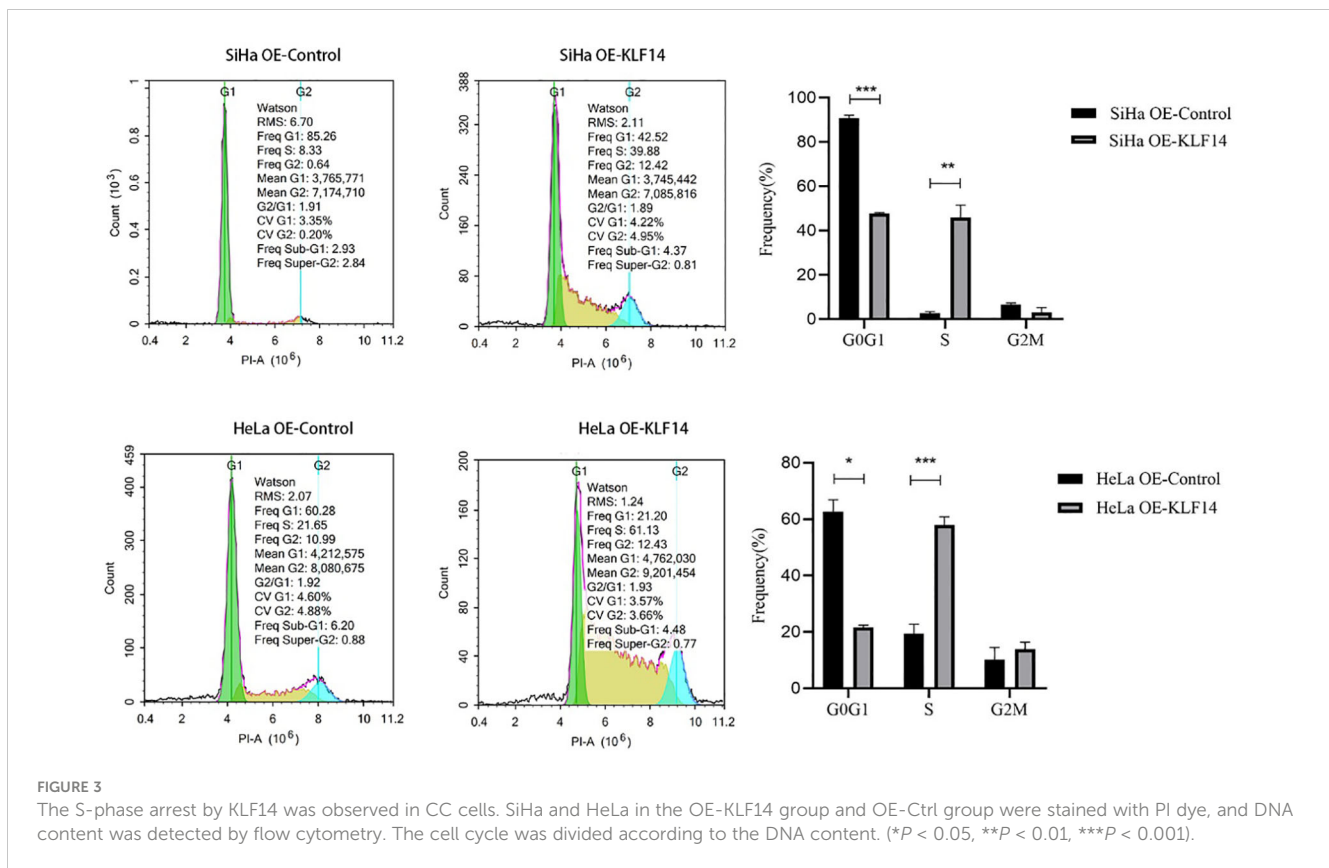 SiHa OE-Control
G1
G2
Watson
RMS: 6.70
Freq G1: 85.26
Freq S: 8.33
Freq G2: 0.64
Mean G1: 3,765,771
Mean G2: 7,174,710
G2/G1: 1.91
CV G1: 3.35%
CV G2: 0.20%
Freq Sub-G1: 2.93
Freq Super-G2: 2.84
Count (10³)
1
0.8
0.6
0.4
0.2
0
0.4
2
4
6
8
10
11.2
PI-A (10⁶)
SiHa OE-KLF14
G1
G2
Watson
RMS: 2.11
Freq G1: 42.52
Freq S: 39.88
Freq G2: 12.42
Mean G1: 3,745,442
Mean G2: 7,085,816
G2/G1: 1.89
CV G1: 4.22%
CV G2: 4.95%
Freq Sub-G1: 4.37
Freq Super-G2: 0.81
Count
388
320
240
160
80
0
0.4
2
4
6
8
10
11.2
PI-A (10⁶)
Frequency(%)
100
80
60
40
20
0
***
**
G0G1
S
G2M
SiHa OE-Control
SiHa OE-KLF14
HeLa OE-Control
G1
G2
Watson
RMS: 2.07
Freq G1: 60.28
Freq S: 21.65
Freq G2: 10.99
Mean G1: 4,212,575
Mean G2: 8,080,675
G2/G1: 1.92
CV G1: 4.60%
CV G2: 4.88%
Freq Sub-G1: 6.20
Freq Super-G2: 0.88
Count
459
400
300
200
100
0
0.4
2
4
6
8
10
11.2
PI-A (10⁶)
HeLa OE-KLF14
G1
G2
Watson
RMS: 1.24
Freq G1: 21.20
Freq S: 61.13
Freq G2: 12.43
Mean G1: 4,762,030
Mean G2: 9,201,454
G2/G1: 1.93
CV G1: 3.57%
CV G2: 3.66%
Freq Sub-G1: 4.48
Freq Super-G2: 0.77
Count
200
160
120
80
40
0
0.4
2
4
6
8
10
11.2
PI-A (10⁶)
Frequency(%)
80
60
40
20
0
*
***
G0G1
S
G2M
HeLa OE-Control
HeLa OE-KLF14
FIGURE 3
The S-phase arrest by KLF14 was observed in CC cells. SiHa and HeLa in the OE-KLF14 group and OE-Ctrl group were stained with PI dye, and DNA
content was detected by flow cytometry. The cell cycle was divided according to the DNA content. (*P < 0.05, **P < 0.01, ***P < 0.001).